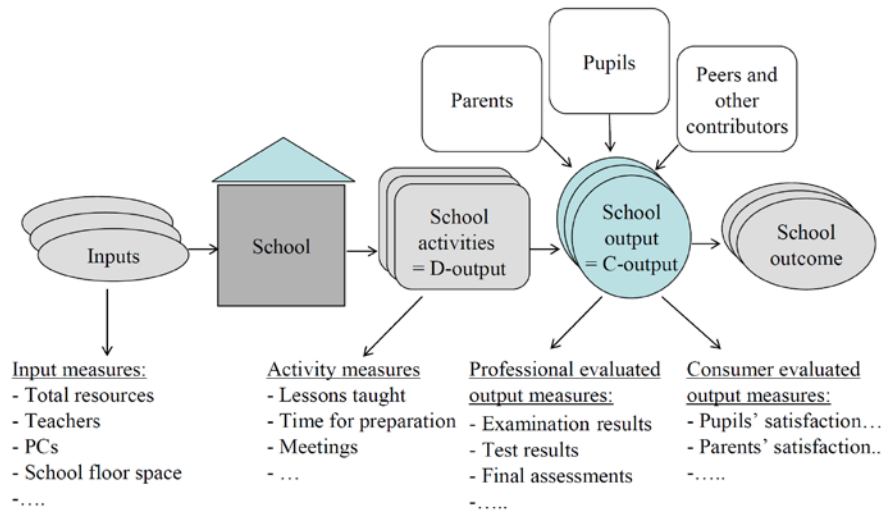 Parents
Pupils
Peers and
other
contributors
Inputs
School
School
activities
= D-output
School
output
= C-output
School
outcome
Input measures:
- Total resources
- Teachers
- PCs
- School floor space
-….
Activity measures
- Lessons taught
- Time for preparation
- Meetings
- …
Professional evaluated
output measures:
- Examination results
- Test results
- Final assessments
-…..
Consumer evaluated
output measures:
- Pupils’ satisfaction…
- Parents’ satisfaction..
-…..